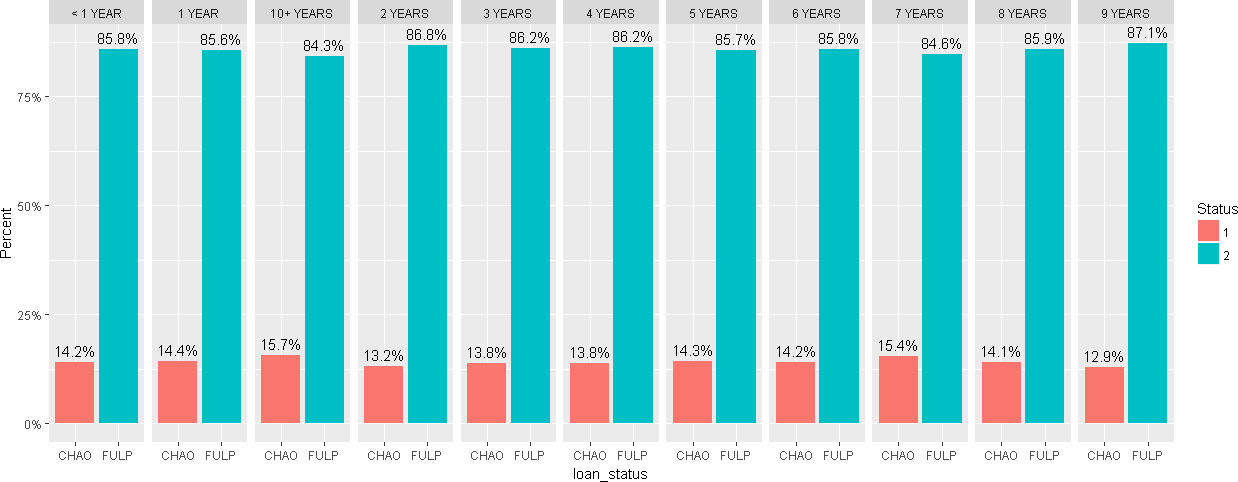 < 1 YEAR 1 YEAR 10+ YEARS 2 YEARS 3 YEARS 4 YEARS 5 YEARS 6 YEARS 7 YEARS 8 YEARS 9 YEARS
85.8% 85.6% 84.3% 86.8% 86.2% 86.2% 85.7% 85.8% 84.6% 85.9% 87.1%
75%
50%
Percent
Status
1
2
25%
14.2% 14.4% 15.7% 13.2% 13.8% 13.8% 14.3% 14.2% 15.4% 14.1% 12.9%
0%
CHAO FULP CHAO FULP CHAO FULP CHAO FULP CHAO FULP CHAO FULP CHAO FULP CHAO FULP CHAO FULP CHAO FULP CHAO FULP
loan_status